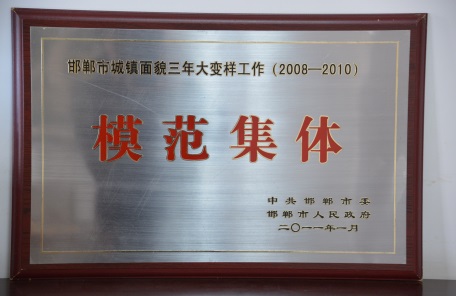 邯郸市城镇面貌三年大变样工作(2008—2010)
模范集体
中共邯郸市委
邯郸市人民政府
二〇一一年一月